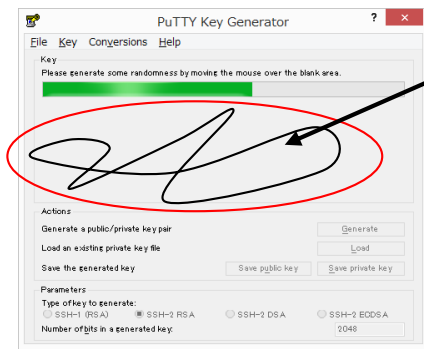 PuTTY Key Generator
? ×
File Key Conversions Help
Key
Please generate some randomness by moving the mouse over the blank area.
Actions
Generate a public/private key pair Generate
Load an existing private key file Load
Save the generated key Save public key Save private key
Parameters
Type of key to generate:
SSH-1 (RSA) SSH-2 RSA SSH-2 DSA SSH-2 ECDSA
Number of bits in a generated key: 2048